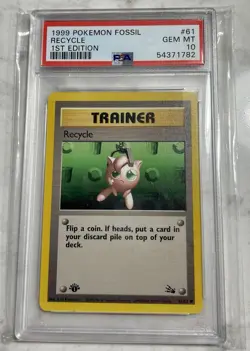 1999 POKEMON FOSSIL #61
RECYCLE GEM MT
1ST EDITION PSA 10
54371782
TRAINER
Recycle
Flip a coin. If heads, put a card in
your discard pile on top of your
deck.